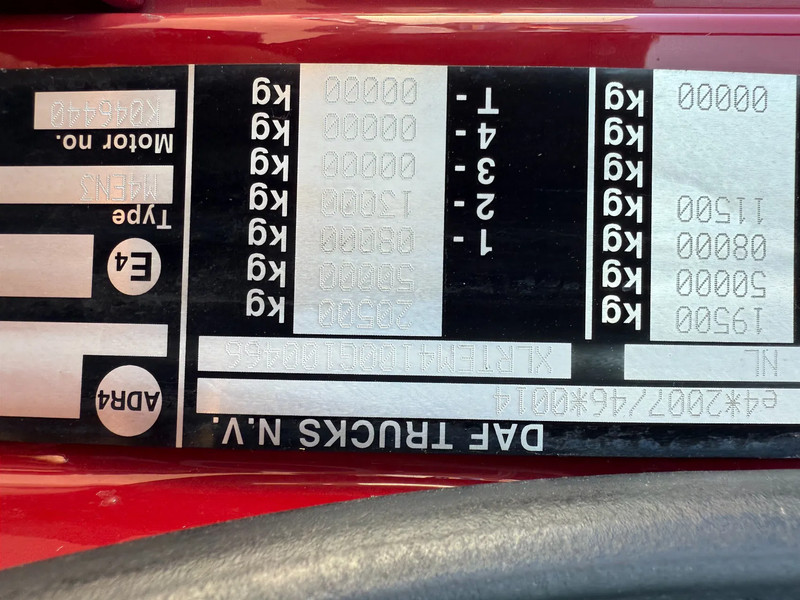 DAF TRUCKS N.V.
e4*2007/46*0014
NL
19500 kg 20500 kg
50000 kg 50000 kg
08000 kg 1 - 08000 kg
11500 kg 2 - 13000 kg
kg 3 - 00000 kg
kg 4 - 00000 kg
00000 kg T - 00000 kg
ADR4
E4
Type
M4EN3
Motor no.
K046440